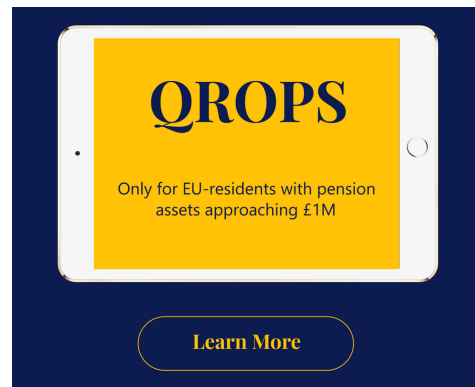 QROPS
Only for EU-residents with pension
assets approaching £1M
Learn More